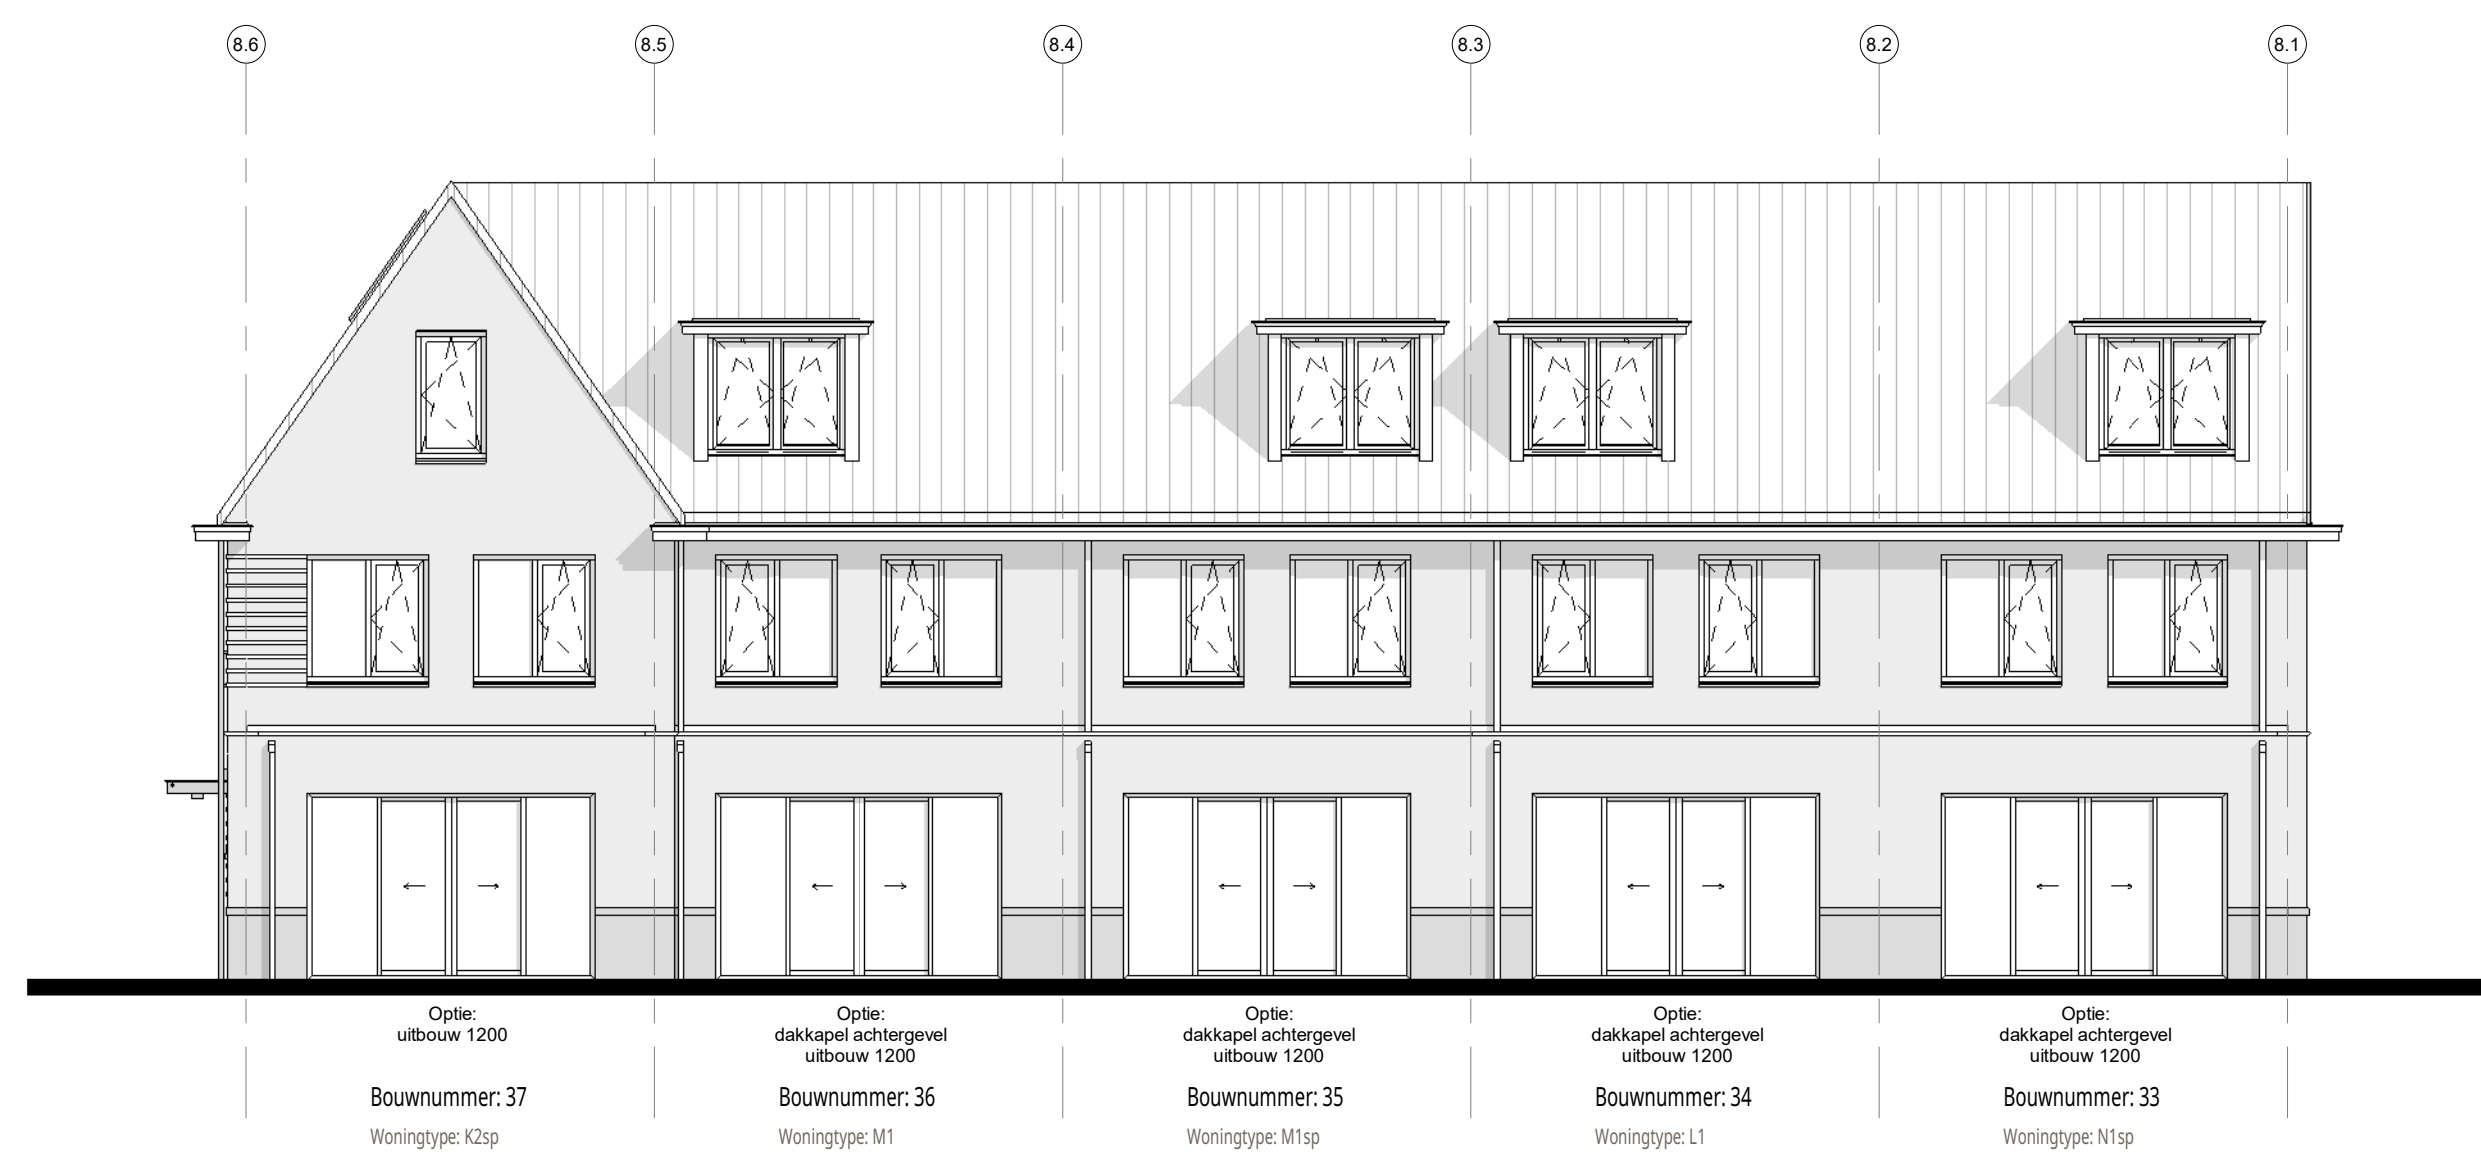 8.6
8.5
8.4
8.3
8.2
8.1
Optie:
uitbouw 1200
Bouwnummer: 37
Woningtype: K2sp
Optie:
dakkapel achtergevel
uitbouw 1200
Bouwnummer: 36
Woningtype: M1
Optie:
dakkapel achtergevel
uitbouw 1200
Bouwnummer: 35
Woningtype: M1sp
Optie:
dakkapel achtergevel
uitbouw 1200
Bouwnummer: 34
Woningtype: L1
Optie:
dakkapel achtergevel
uitbouw 1200
Bouwnummer: 33
Woningtype: N1sp